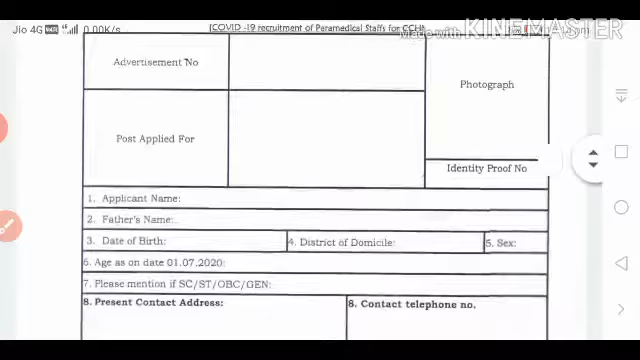 Jio 4G 0.00K/s
(COVID -19 recruitment of Paramedical Staffs for CCH)
Made with KINEMASTER
Advertisement No
Photograph
Post Applied For
Identity Proof No
1. Applicant Name:
2. Father's Name:
3. Date of Birth:
4. District of Domicile:
5. Sex:
6. Age as on date 01.07.2020:
7. Please mention if SC/ST/OBC/GEN:
8. Present Contact Address:
8. Contact telephone no.